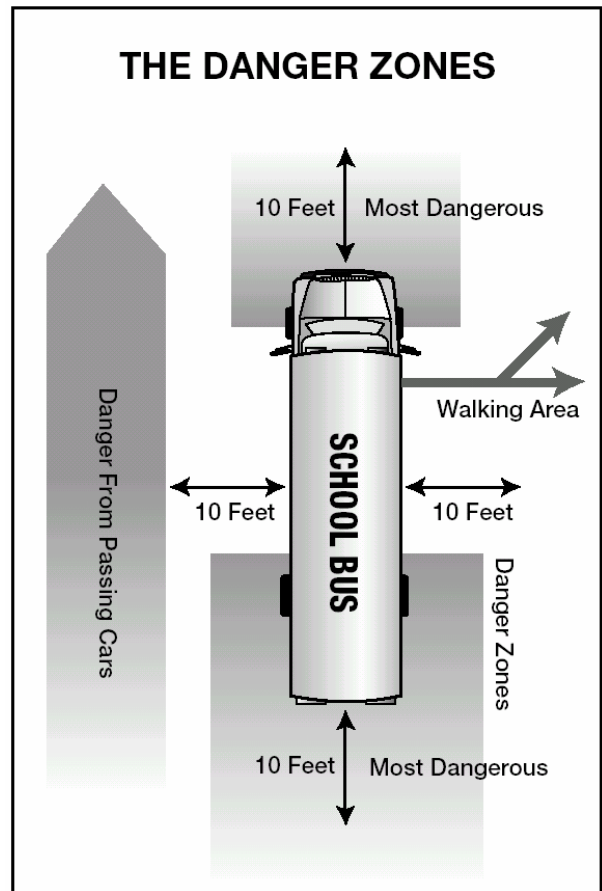 THE DANGER ZONES
10 Feet
Most Dangerous
Walking Area
Danger From Passing Cars
SCHOOL BUS
10 Feet
10 Feet
Danger Zones
10 Feet
Most Dangerous